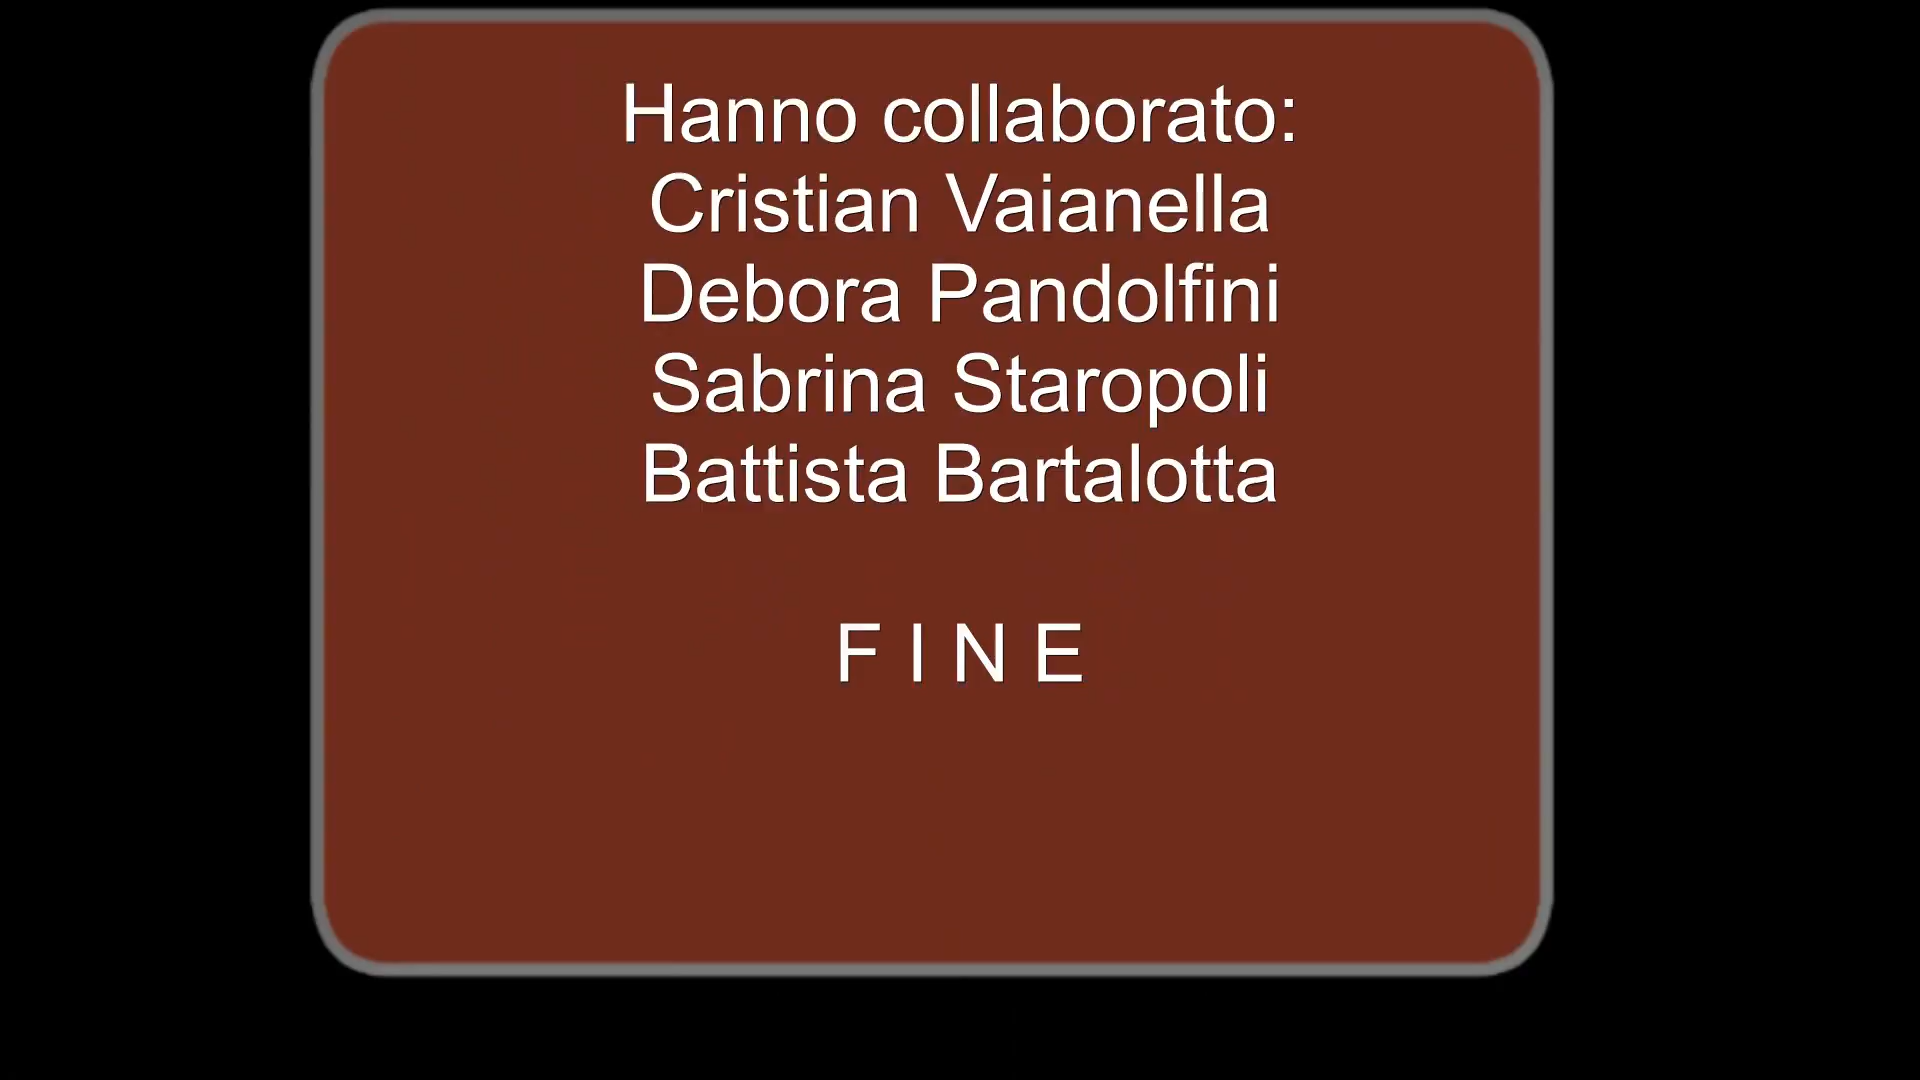 Hanno collaborato:
Cristian Vaianella
Debora Pandolfini
Sabrina Staropoli
Battista Bartalotta
F I N E